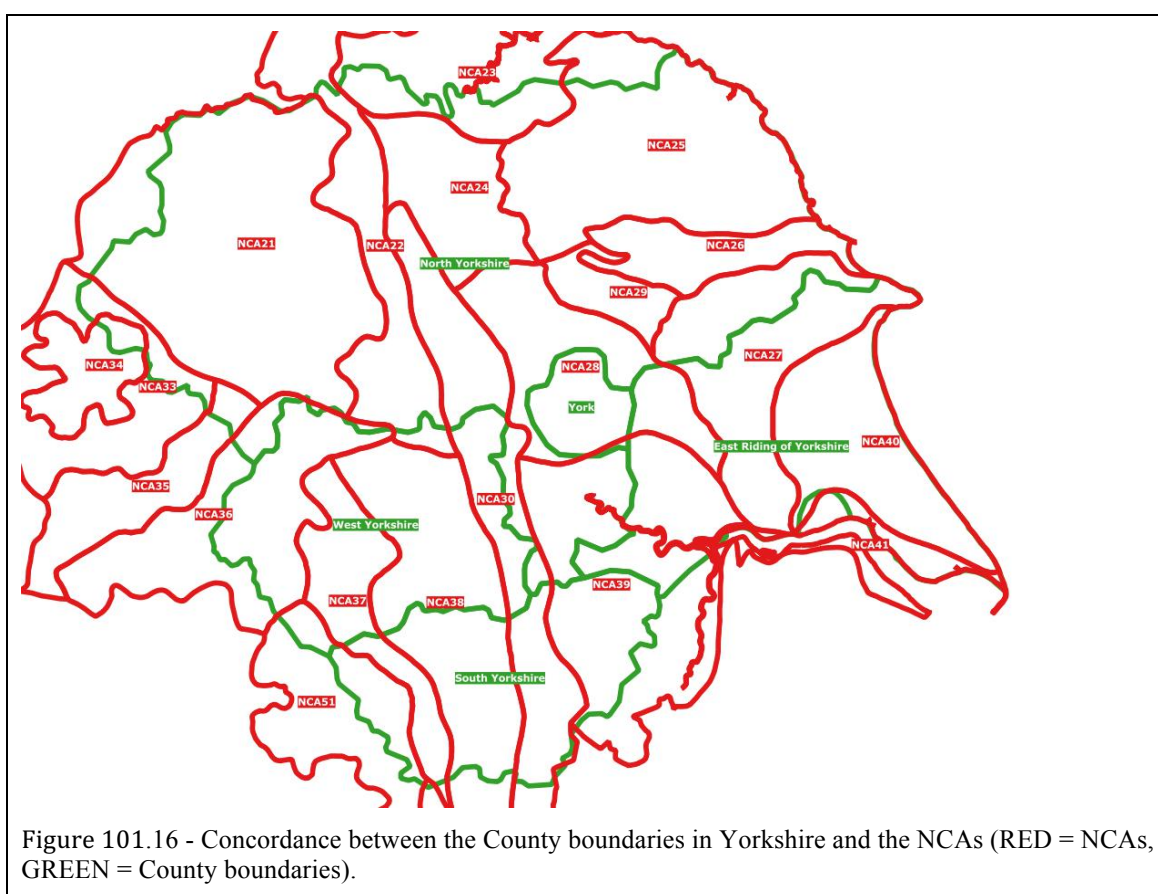 NCA23
NCA25
NCA24
NCA21
NCA22
NCA26
North Yorkshire
NCA29
NCA27
NCA34
NCA28
NCA33
York
East Riding of Yorkshire
NCA40
NCA35
NCA30
NCA36
West Yorkshire
NCA41
NCA39
NCA37
NCA38
South Yorkshire
NCA51
Figure 101.16 - Concordance between the County boundaries in Yorkshire and the NCAs (RED = NCAs,
GREEN = County boundaries).